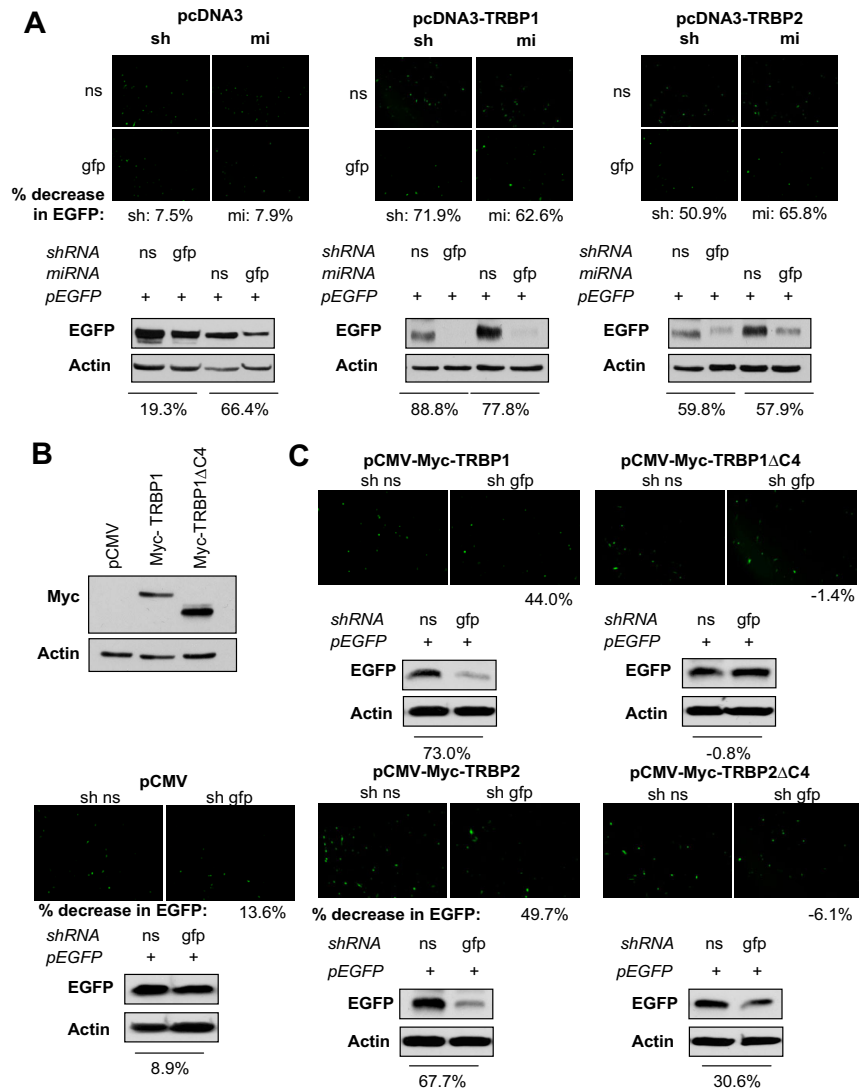 A
pcDNA3
sh mi
pcDNA3-TRBP1
sh mi
pcDNA3-TRBP2
sh mi
ns
gfp
ns
gfp
ns
gfp
% decrease
in EGFP:
sh: 7.5% mi: 7.9%
sh: 71.9% mi: 62.6%
sh: 50.9% mi: 65.8%
shRNA ns gfp
miRNA ns gfp
pEGFP + + + +
EGFP
Actin
19.3% 66.4%
shRNA ns gfp
miRNA ns gfp
pEGFP + + + +
EGFP
Actin
88.8% 77.8%
shRNA ns gfp
miRNA ns gfp
pEGFP + + + +
EGFP
Actin
59.8% 57.9%
B
pCMV
Myc- TRBP1
Myc-TRBP1ΔC4
Myc
Actin
C
pCMV-Myc-TRBP1
sh ns sh gfp
44.0%
shRNA ns gfp
pEGFP + +
EGFP
Actin
73.0%
pCMV-Myc-TRBP1ΔC4
sh ns sh gfp
-1.4%
shRNA ns gfp
pEGFP + +
EGFP
Actin
-0.8%
pCMV
sh ns sh gfp
% decrease in EGFP: 13.6%
shRNA ns gfp
pEGFP + +
EGFP
Actin
8.9%
pCMV-Myc-TRBP2
sh ns sh gfp
% decrease in EGFP: 49.7%
shRNA ns gfp
pEGFP + +
EGFP
Actin
67.7%
pCMV-Myc-TRBP2ΔC4
sh ns sh gfp
-6.1%
shRNA ns gfp
pEGFP + +
EGFP
Actin
30.6%